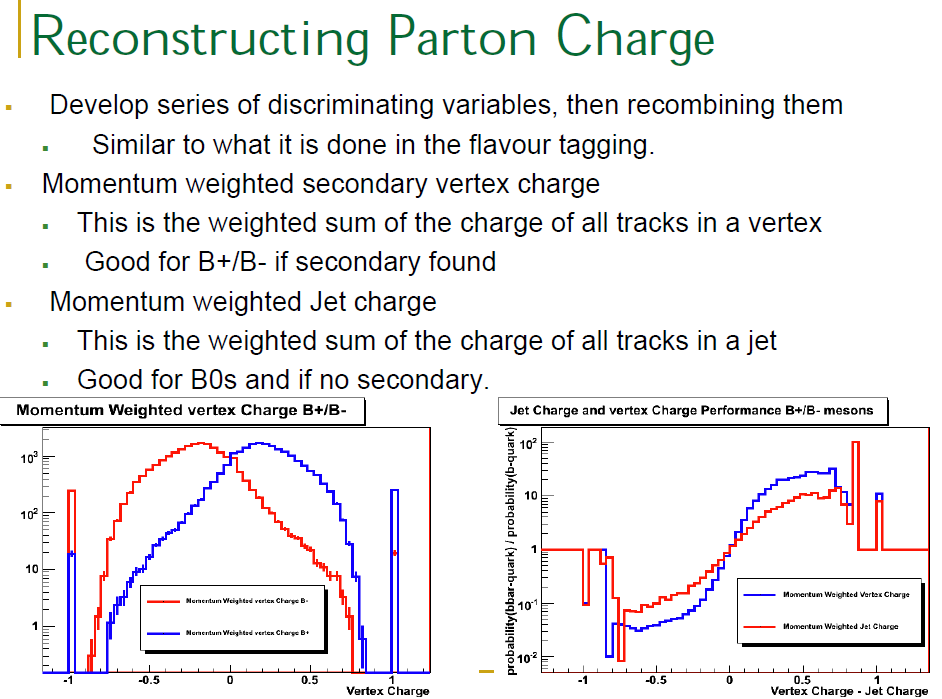 Reconstructing Parton Charge
Develop series of discriminating variables, then recombining them
Similar to what it is done in the flavour tagging.
Momentum weighted secondary vertex charge
This is the weighted sum of the charge of all tracks in a vertex
Good for B+/B- if secondary found
Momentum weighted Jet charge
This is the weighted sum of the charge of all tracks in a jet
Good for B0s and if no secondary.
Momentum Weighted vertex Charge B+/B-
10³
10²
10
1
Momentum Weighted vertex Charge B-
Momentum Weighted vertex Charge B+
-1 -0.5 0 0.5 1
Vertex Charge
Jet Charge and vertex Charge Performance B+/B- mesons
probability(bbar-quark) / probability(b-quark)
10²
10
1
10⁻¹
10⁻²
Momentum Weighted Vertex Charge
Momentum Weighted Jet Charge
-1 -0.5 0 0.5 1
Vertex Charge - Jet Charge